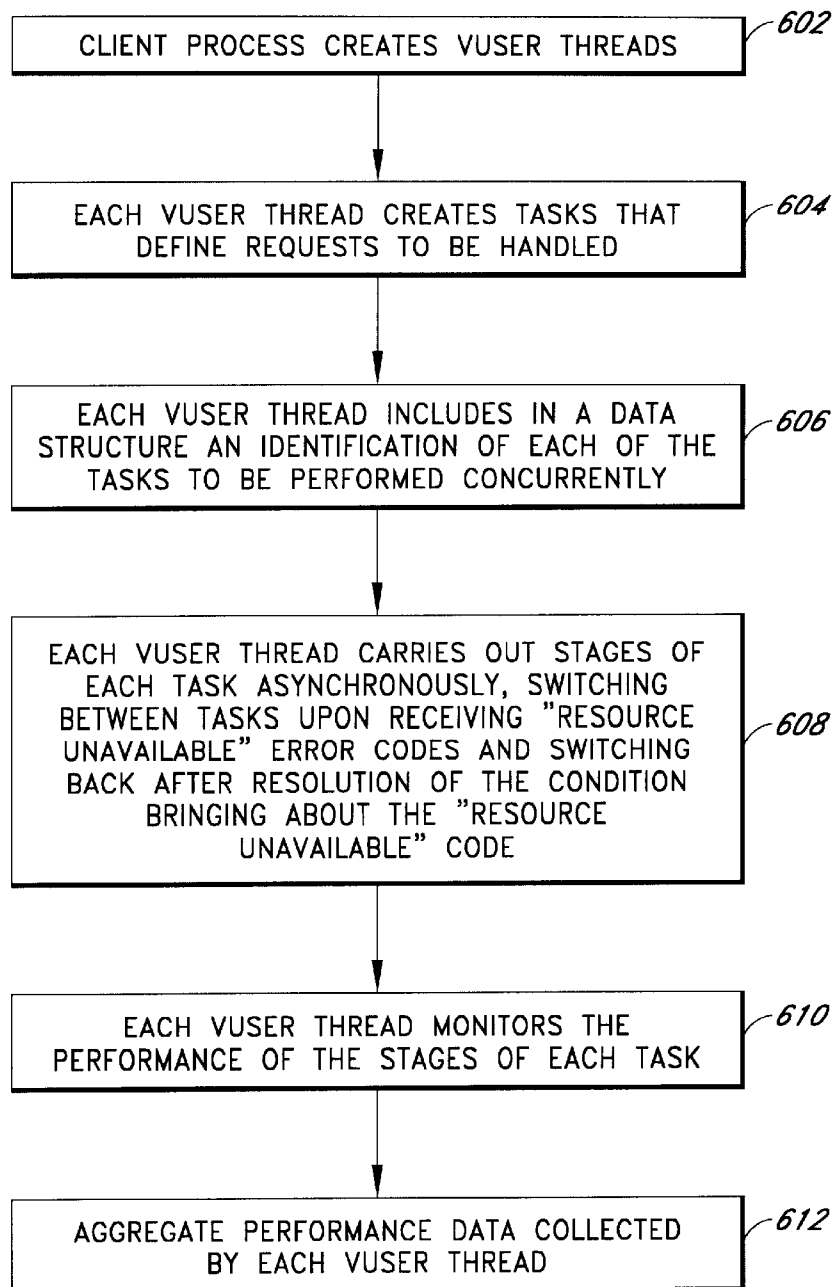 CLIENT PROCESS CREATES VUSER THREADS
602
EACH VUSER THREAD CREATES TASKS THAT
DEFINE REQUESTS TO BE HANDLED
604
EACH VUSER THREAD INCLUDES IN A DATA
STRUCTURE AN IDENTIFICATION OF EACH OF THE
TASKS TO BE PERFORMED CONCURRENTLY
606
EACH VUSER THREAD CARRIES OUT STAGES OF
EACH TASK ASYNCHRONOUSLY, SWITCHING
BETWEEN TASKS UPON RECEIVING "RESOURCE
UNAVAILABLE" ERROR CODES AND SWITCHING
BACK AFTER RESOLUTION OF THE CONDITION
BRINGING ABOUT THE "RESOURCE
UNAVAILABLE" CODE
608
EACH VUSER THREAD MONITORS THE
PERFORMANCE OF THE STAGES OF EACH TASK
610
AGGREGATE PERFORMANCE DATA COLLECTED
BY EACH VUSER THREAD
612